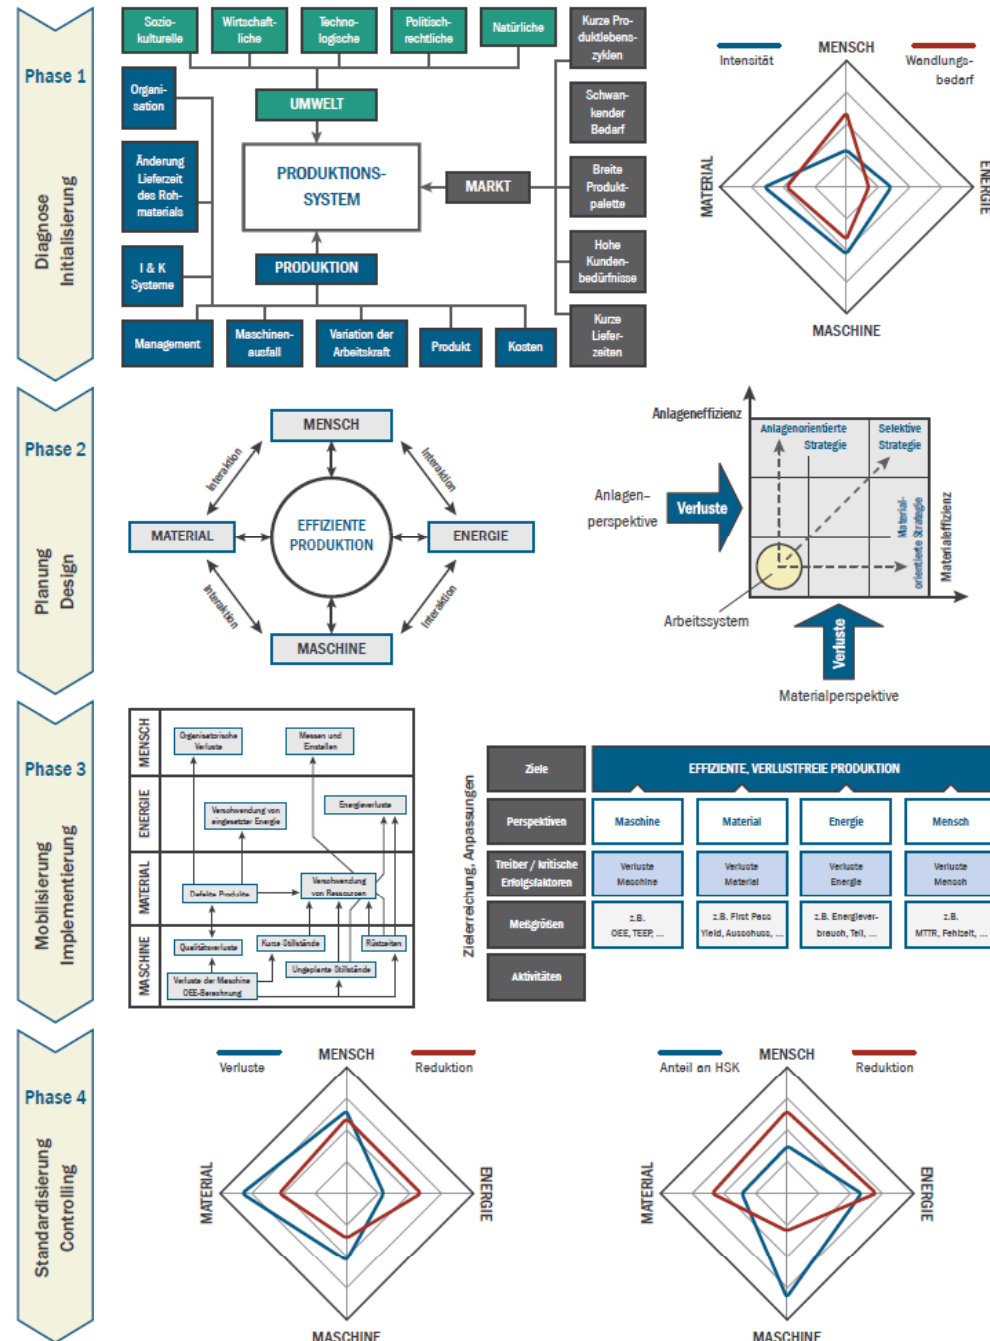 Phase 1
Diagnose
Initialisierung
Sozio-
kulturelle
Wirtschaft-
liche
Techno-
logische
Politisch-
rechtliche
Natürliche
Kurze Pro-
duktlebens-
zyklen
Organi-
sation
UMWELT
Schwan-
kender
Bedarf
Änderung
Lieferzeit
des Roh-
materials
PRODUKTIONS-
SYSTEM
MARKT
Breite
Produkt-
palette
I & K
Systeme
PRODUKTION
Hohe
Kunden-
bedürfnisse
Management
Maschinen-
ausfall
Variation der
Arbeitskraft
Produkt
Kosten
Kurze
Liefer-
zeiten
Intensität
MENSCH
Wandlungs-
bedarf
MATERIAL
ENERGIE
MASCHINE
Phase 2
Planung
Design
MENSCH
Interaktion
Interaktion
MATERIAL
EFFIZIENTE
PRODUKTION
ENERGIE
Interaktion
Interaktion
MASCHINE
Anlageneffizienz
Anlagenorientierte
Strategie
Selektive
Strategie
Anlagen-
perspektive
Verluste
Material-
orientierte Strategie
Materialeffizienz
Arbeitssystem
Verluste
Materialperspektive
Phase 3
Mobilisierung
Implementierung
MENSCH
Organisatorische
Verluste
Messen und
Einstellen
ENERGIE
Verschwendung von
eingesetzter Energie
Energieverluste
MATERIAL
Defekte Produkte
Verschwendung
von Ressourcen
MASCHINE
Qualitätsverluste
Kurze Stillstände
Rüstzeiten
Verluste der Maschine
OEE-Berechnung
Ungeplante Stillstände
Zielerreichung, Anpassungen
Ziele
EFFIZIENTE, VERLUSTFREIE PRODUKTION
Perspektiven
Maschine
Material
Energie
Mensch
Treiber / kritische
Erfolgsfaktoren
Verluste
Maschine
Verluste
Material
Verluste
Energie
Verluste
Mensch
Meßgrößen
z.B.
OEE, TEEP, ...
z.B. First Pass
Yield, Ausschuss, ...
z.B. Energiever-
brauch, Teil, ...
z.B.
MTTR, Fehlzeit, ...
Aktivitäten
Phase 4
Standardisierung
Controlling
Verluste
MENSCH
Reduktion
MATERIAL
ENERGIE
MASCHINE
Anteil an HSK
MENSCH
Reduktion
MATERIAL
ENERGIE
MASCHINE